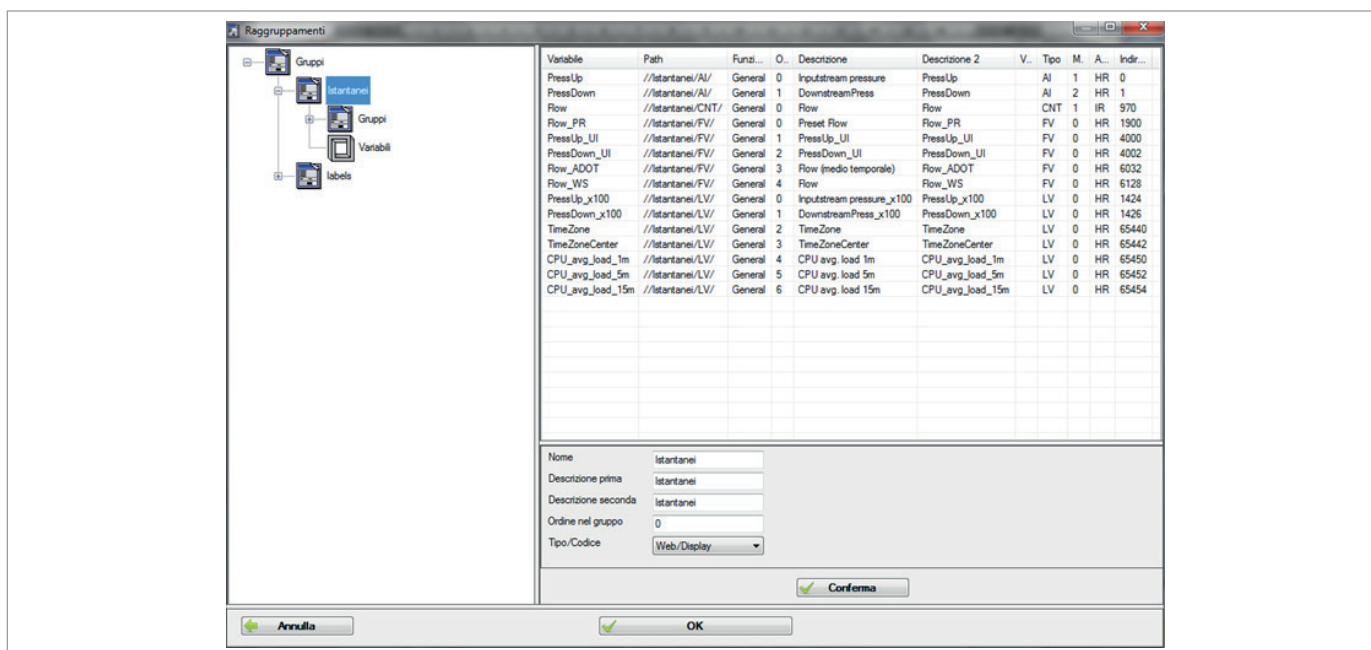 Raggruppamenti
Gruppi
Istantanei
Gruppi
Variabili
labels
Variabile Path Funzi... O.. Descrizione Descrizione 2 V... Tipo M. A... Indir...
PressUp //Istantanei/AI/ General 0 Inputstream pressure PressUp AI 1 HR 0
PressDown //Istantanei/AI/ General 1 DownstreamPress PressDown AI 2 HR 1
Flow //Istantanei/CNT/ General 0 Flow Flow CNT 1 IR 970
Flow_PR //Istantanei/FV/ General 0 Preset Flow Flow_PR FV 0 HR 1900
PressUp_UI //Istantanei/FV/ General 1 PressUp_UI PressUp_UI FV 0 HR 4000
PressDown_UI //Istantanei/FV/ General 2 PressDown_UI PressDown_UI FV 0 HR 4002
Flow_ADOT //Istantanei/FV/ General 3 Flow (medio temporale) Flow_ADOT FV 0 HR 6032
Flow_WS //Istantanei/FV/ General 4 Flow Flow_WS FV 0 HR 6128
PressUp_x100 //Istantanei/LV/ General 0 Inputstream pressure_x100 PressUp_x100 LV 0 HR 1424
PressDown_x100 //Istantanei/LV/ General 1 DownstreamPress_x100 PressDown_x100 LV 0 HR 1426
TimeZone //Istantanei/LV/ General 2 TimeZone TimeZone LV 0 HR 65440
TimeZoneCenter //Istantanei/LV/ General 3 TimeZoneCenter TimeZoneCenter LV 0 HR 65442
CPU_avg_load_1m //Istantanei/LV/ General 4 CPU avg. load 1m CPU_avg_load_1m LV 0 HR 65450
CPU_avg_load_5m //Istantanei/LV/ General 5 CPU avg. load 5m CPU_avg_load_5m LV 0 HR 65452
CPU_avg_load_15m //Istantanei/LV/ General 6 CPU avg. load 15m CPU_avg_load_15m LV 0 HR 65454
Nome Istantanei
Descrizione prima Istantanei
Descrizione seconda Istantanei
Ordine nel gruppo 0
Tipo/Codice Web/Display
Conferma
Annulla OK